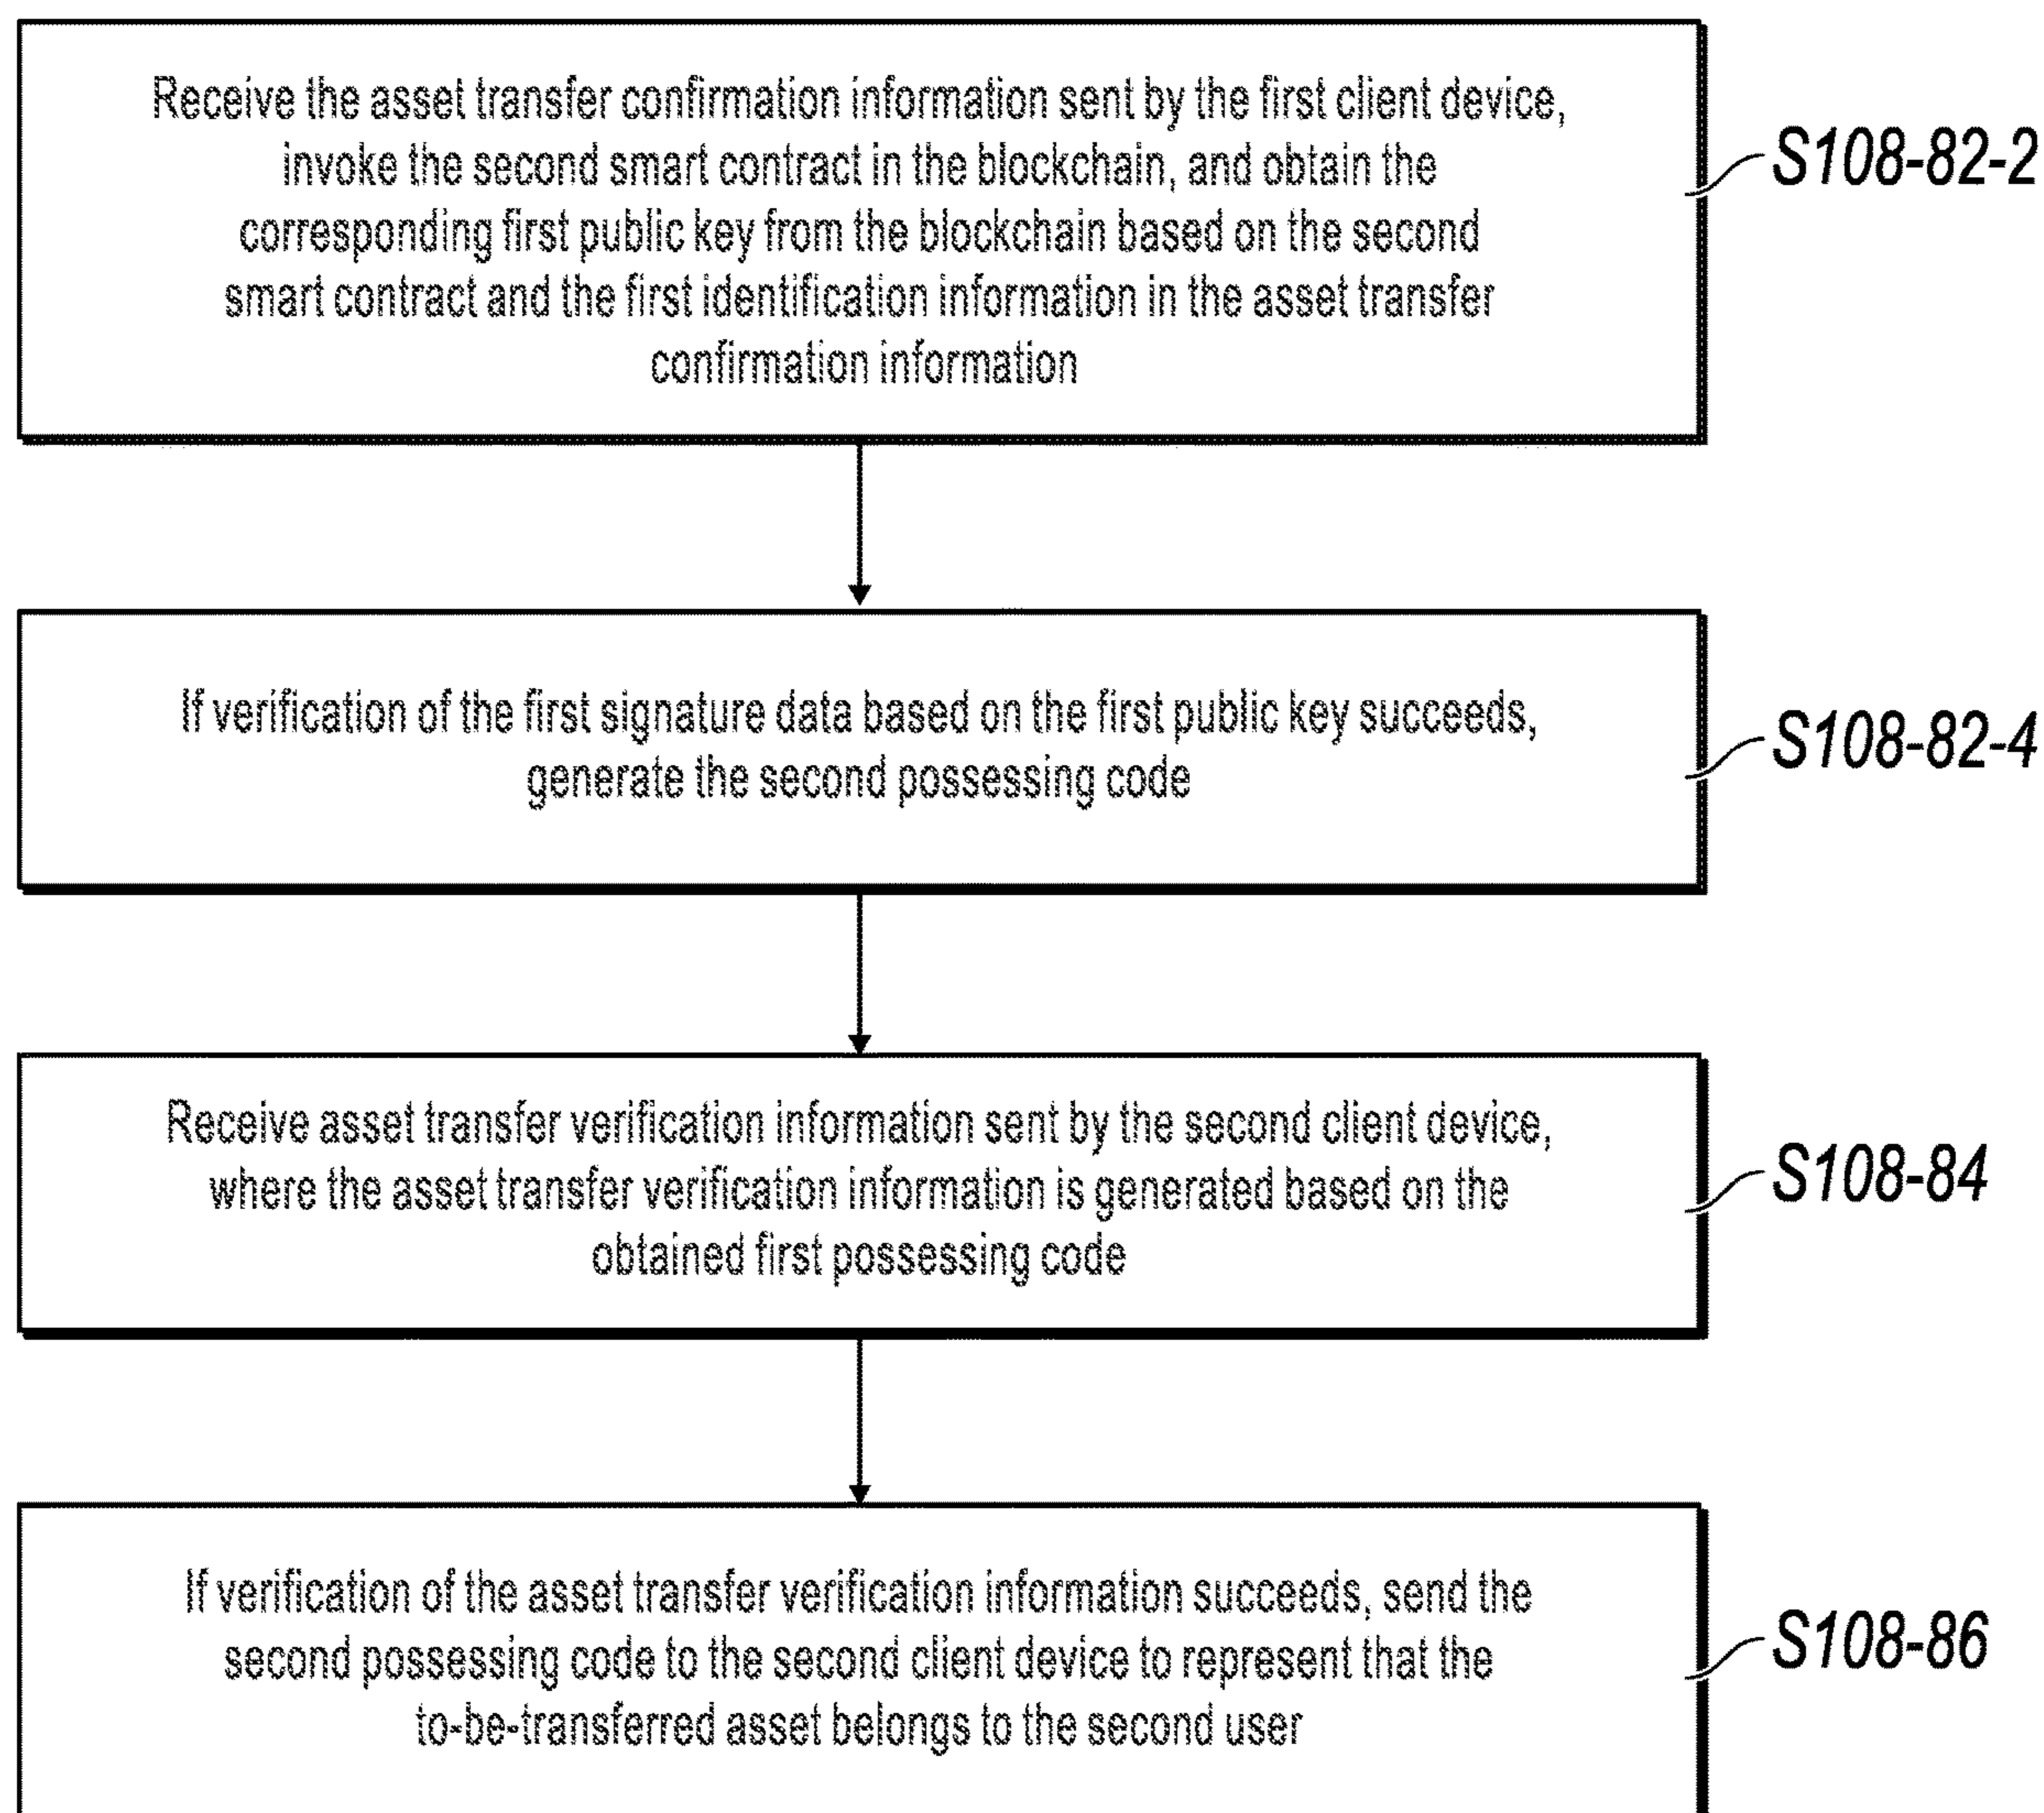 Receive the asset transfer confirmation information sent by the first client device,
invoke the second smart contract in the blockchain, and obtain the
corresponding first public key from the blockchain based on the second
smart contract and the first identification information in the asset transfer
confirmation information
S108-82-2
If verification of the first signature data based on the first public key succeeds,
generate the second possessing code
S108-82-4
Receive asset transfer verification information sent by the second client device,
where the asset transfer verification information is generated based on the
obtained first possessing code
S108-84
If verification of the asset transfer verification information succeeds, send the
second possessing code to the second client device to represent that the
to-be-transferred asset belongs to the second user
S108-86